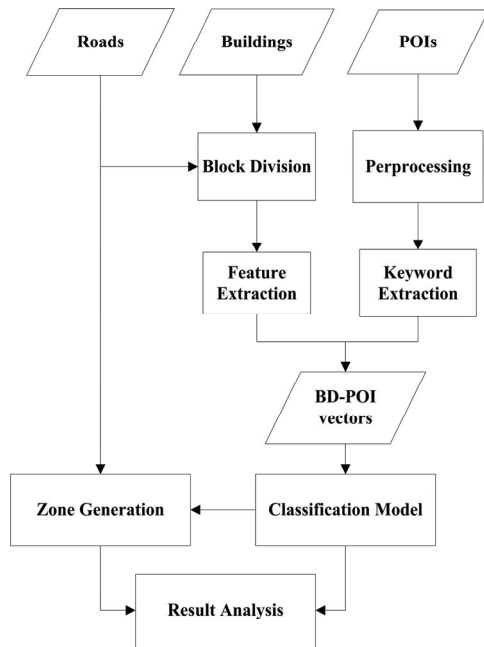 Roads
Buildings
POIs
Block Division
Perprocessing
Feature
Extraction
Keyword
Extraction
BD-POI
vectors
Zone Generation
Classification Model
Result Analysis